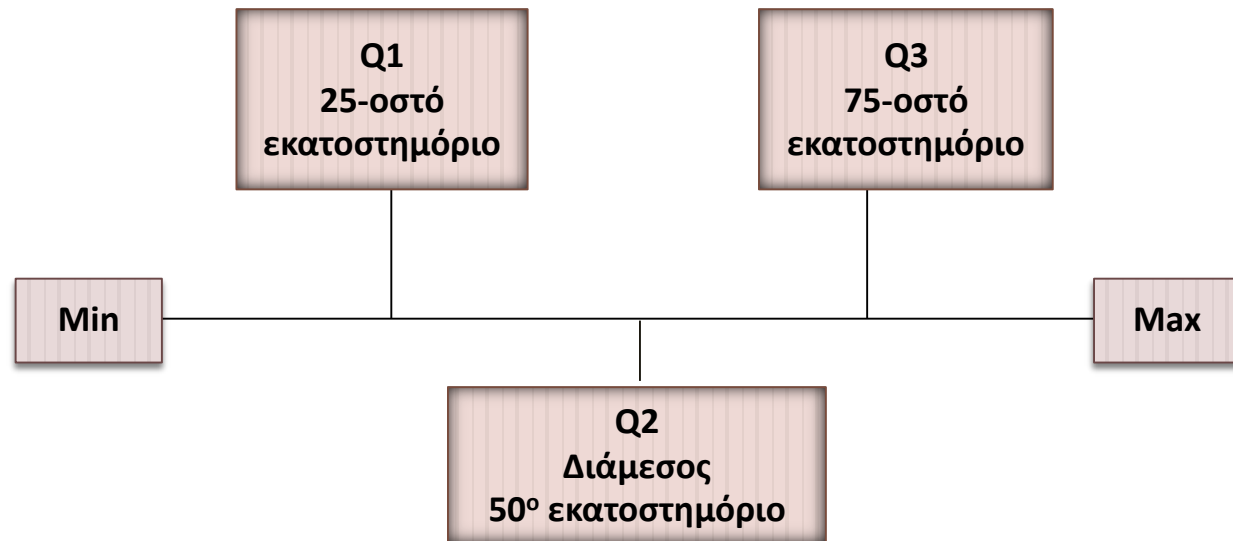 Q1
25-οστό
εκατοστημόριο
Q3
75-οστό
εκατοστημόριο
Min
Max
Q2
Διάμεσος
50ο εκατοστημόριο